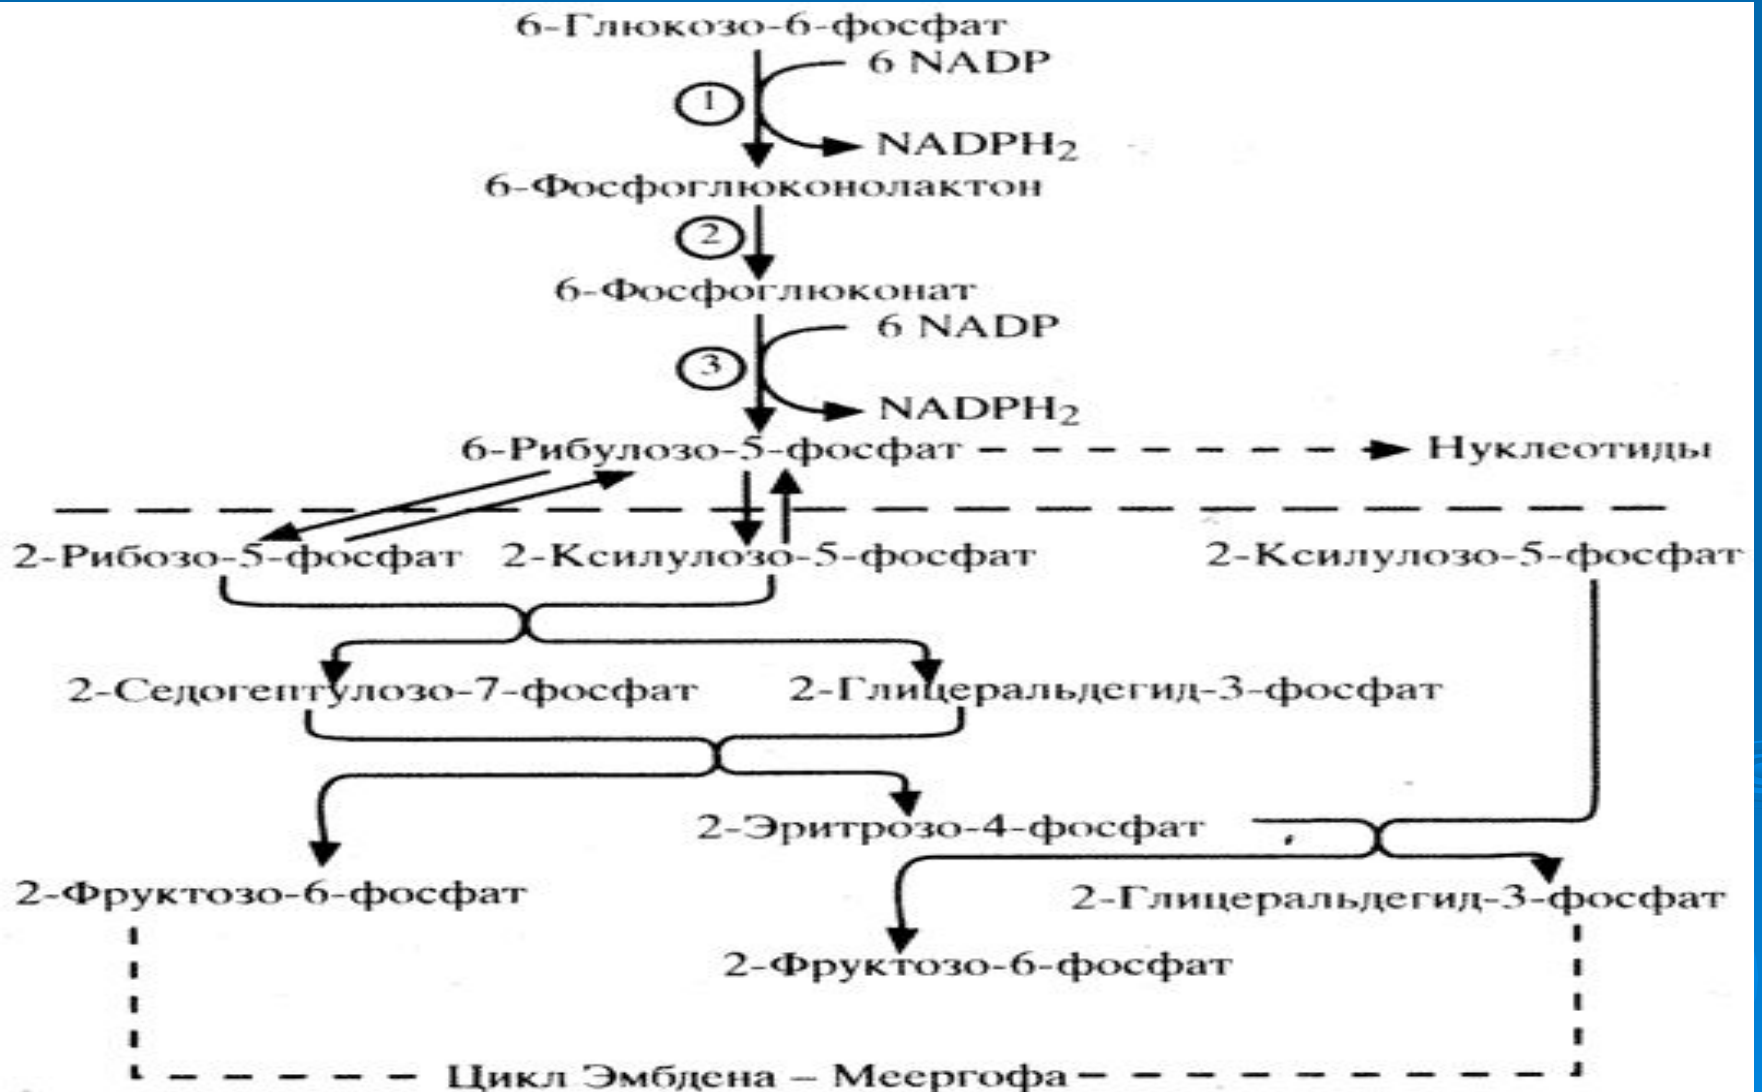 6-Глюкозо-6-фосфат
6 NADP
1
NADPH₂
6-Фосфоглюконолактон
2
6-Фосфоглюконат
6 NADP
3
NADPH₂
6-Рибулозо-5-фосфат
Нуклеотиды
2-Рибозо-5-фосфат 2-Ксилулозо-5-фосфат 2-Ксилулозо-5-фосфат
2-Седогептулозо-7-фосфат 2-Глицеральдегид-3-фосфат
2-Эритрозо-4-фосфат
2-Фруктозо-6-фосфат 2-Глицеральдегид-3-фосфат
2-Фруктозо-6-фосфат
Цикл Эмбдена – Меергофа